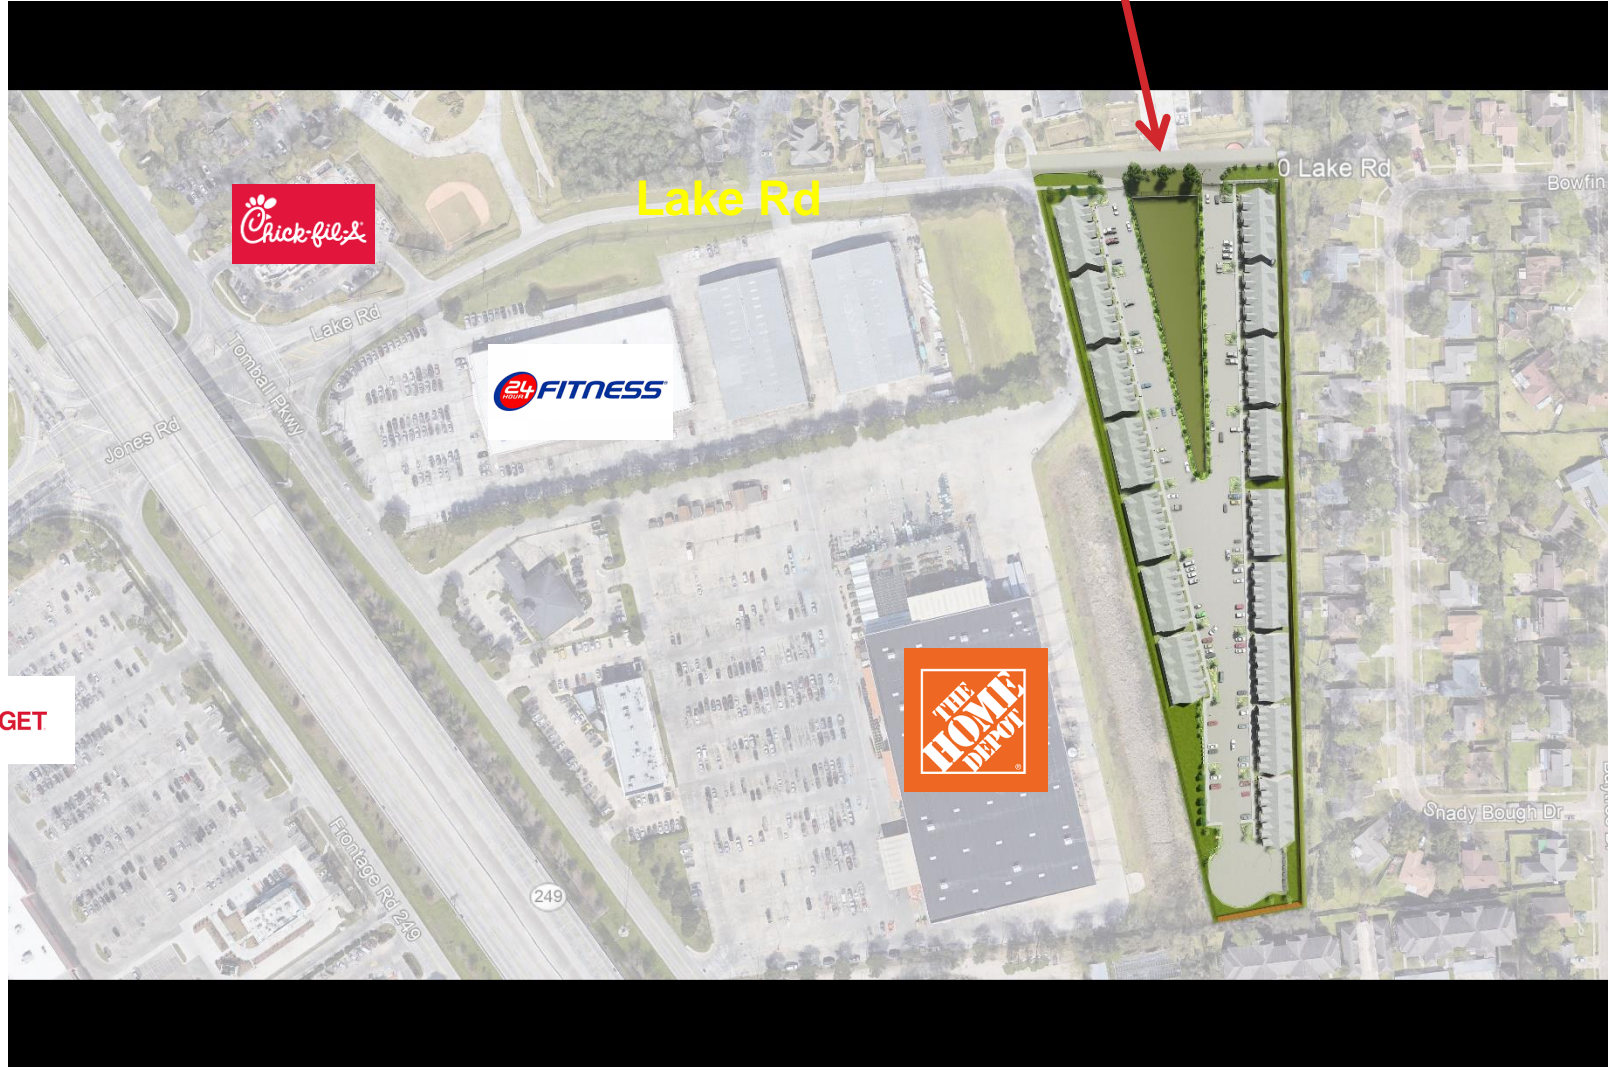 0 Lake Rd
Bowfin
Lake Rd
Chick-fil-A
Lake Rd
Tomball Pkwy
24
HOUR
FITNESS
Jones Rd
THE
HOME
DEPOT
GET
Shady Bough Dr
Frontage Rd 249
249